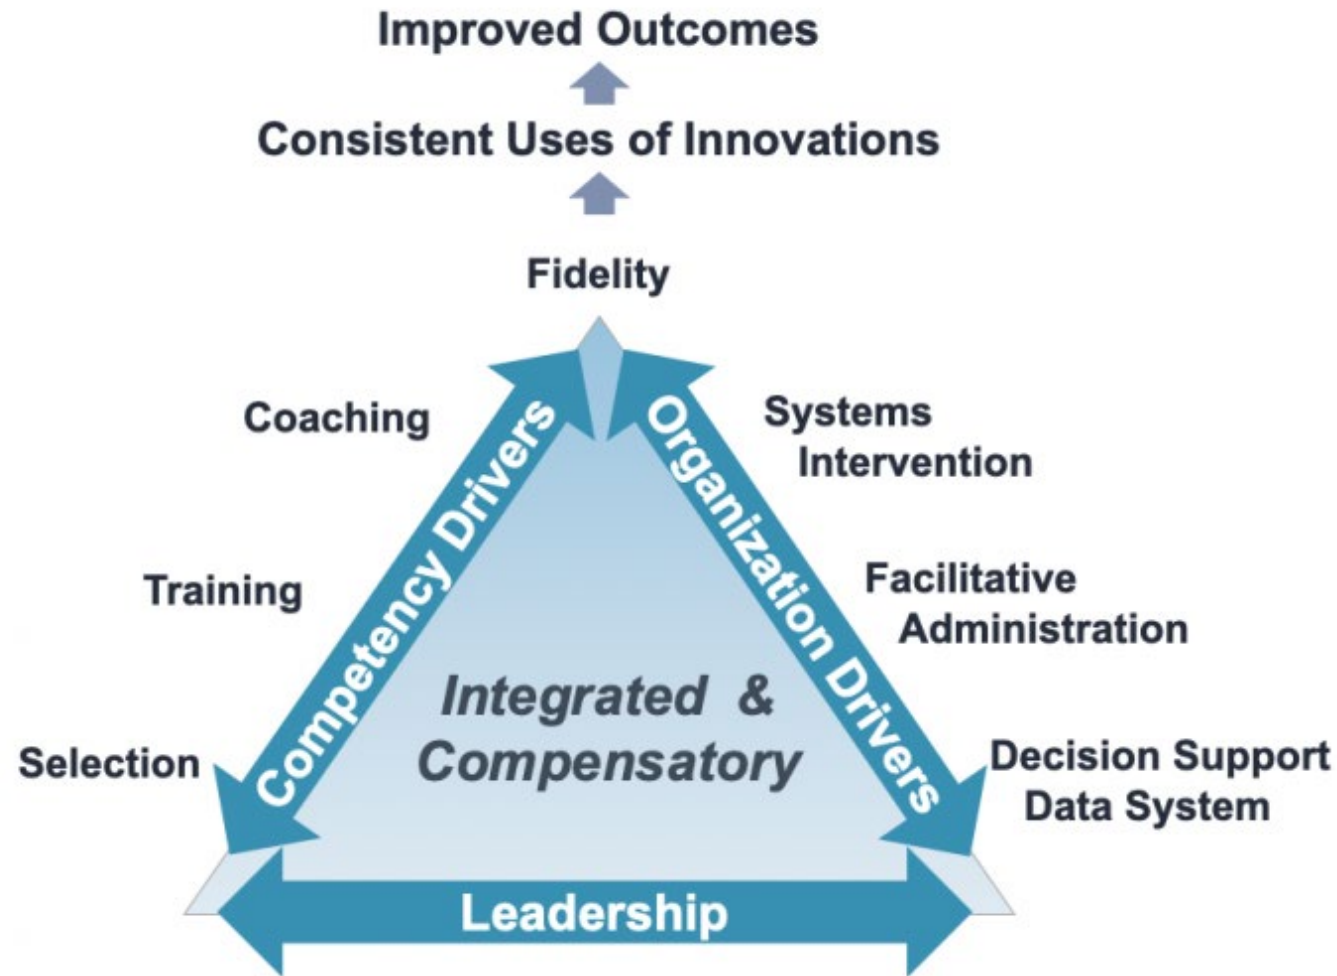 Improved Outcomes
Consistent Uses of Innovations
Fidelity
Coaching
Training
Selection
Competency Drivers
Organization Drivers
Systems
Intervention
Facilitative
Administration
Decision Support
Data System
Integrated &
Compensatory
Leadership